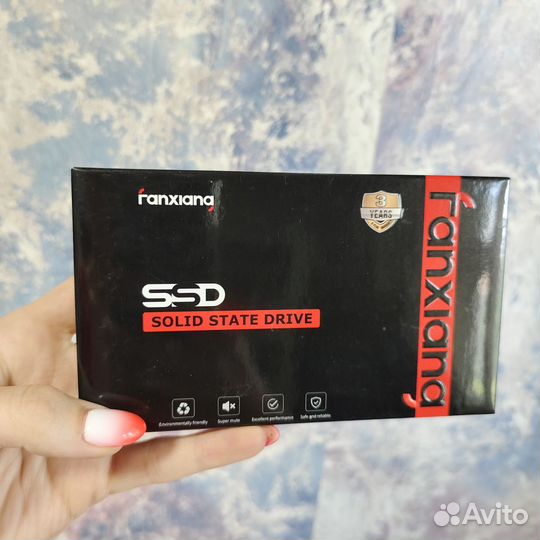 fanxiang
3
YEARS
fanxiang
SSD
SOLID STATE DRIVE
Environmentally friendly
Super mute
Excellent performance
Safe and reliable
Avito